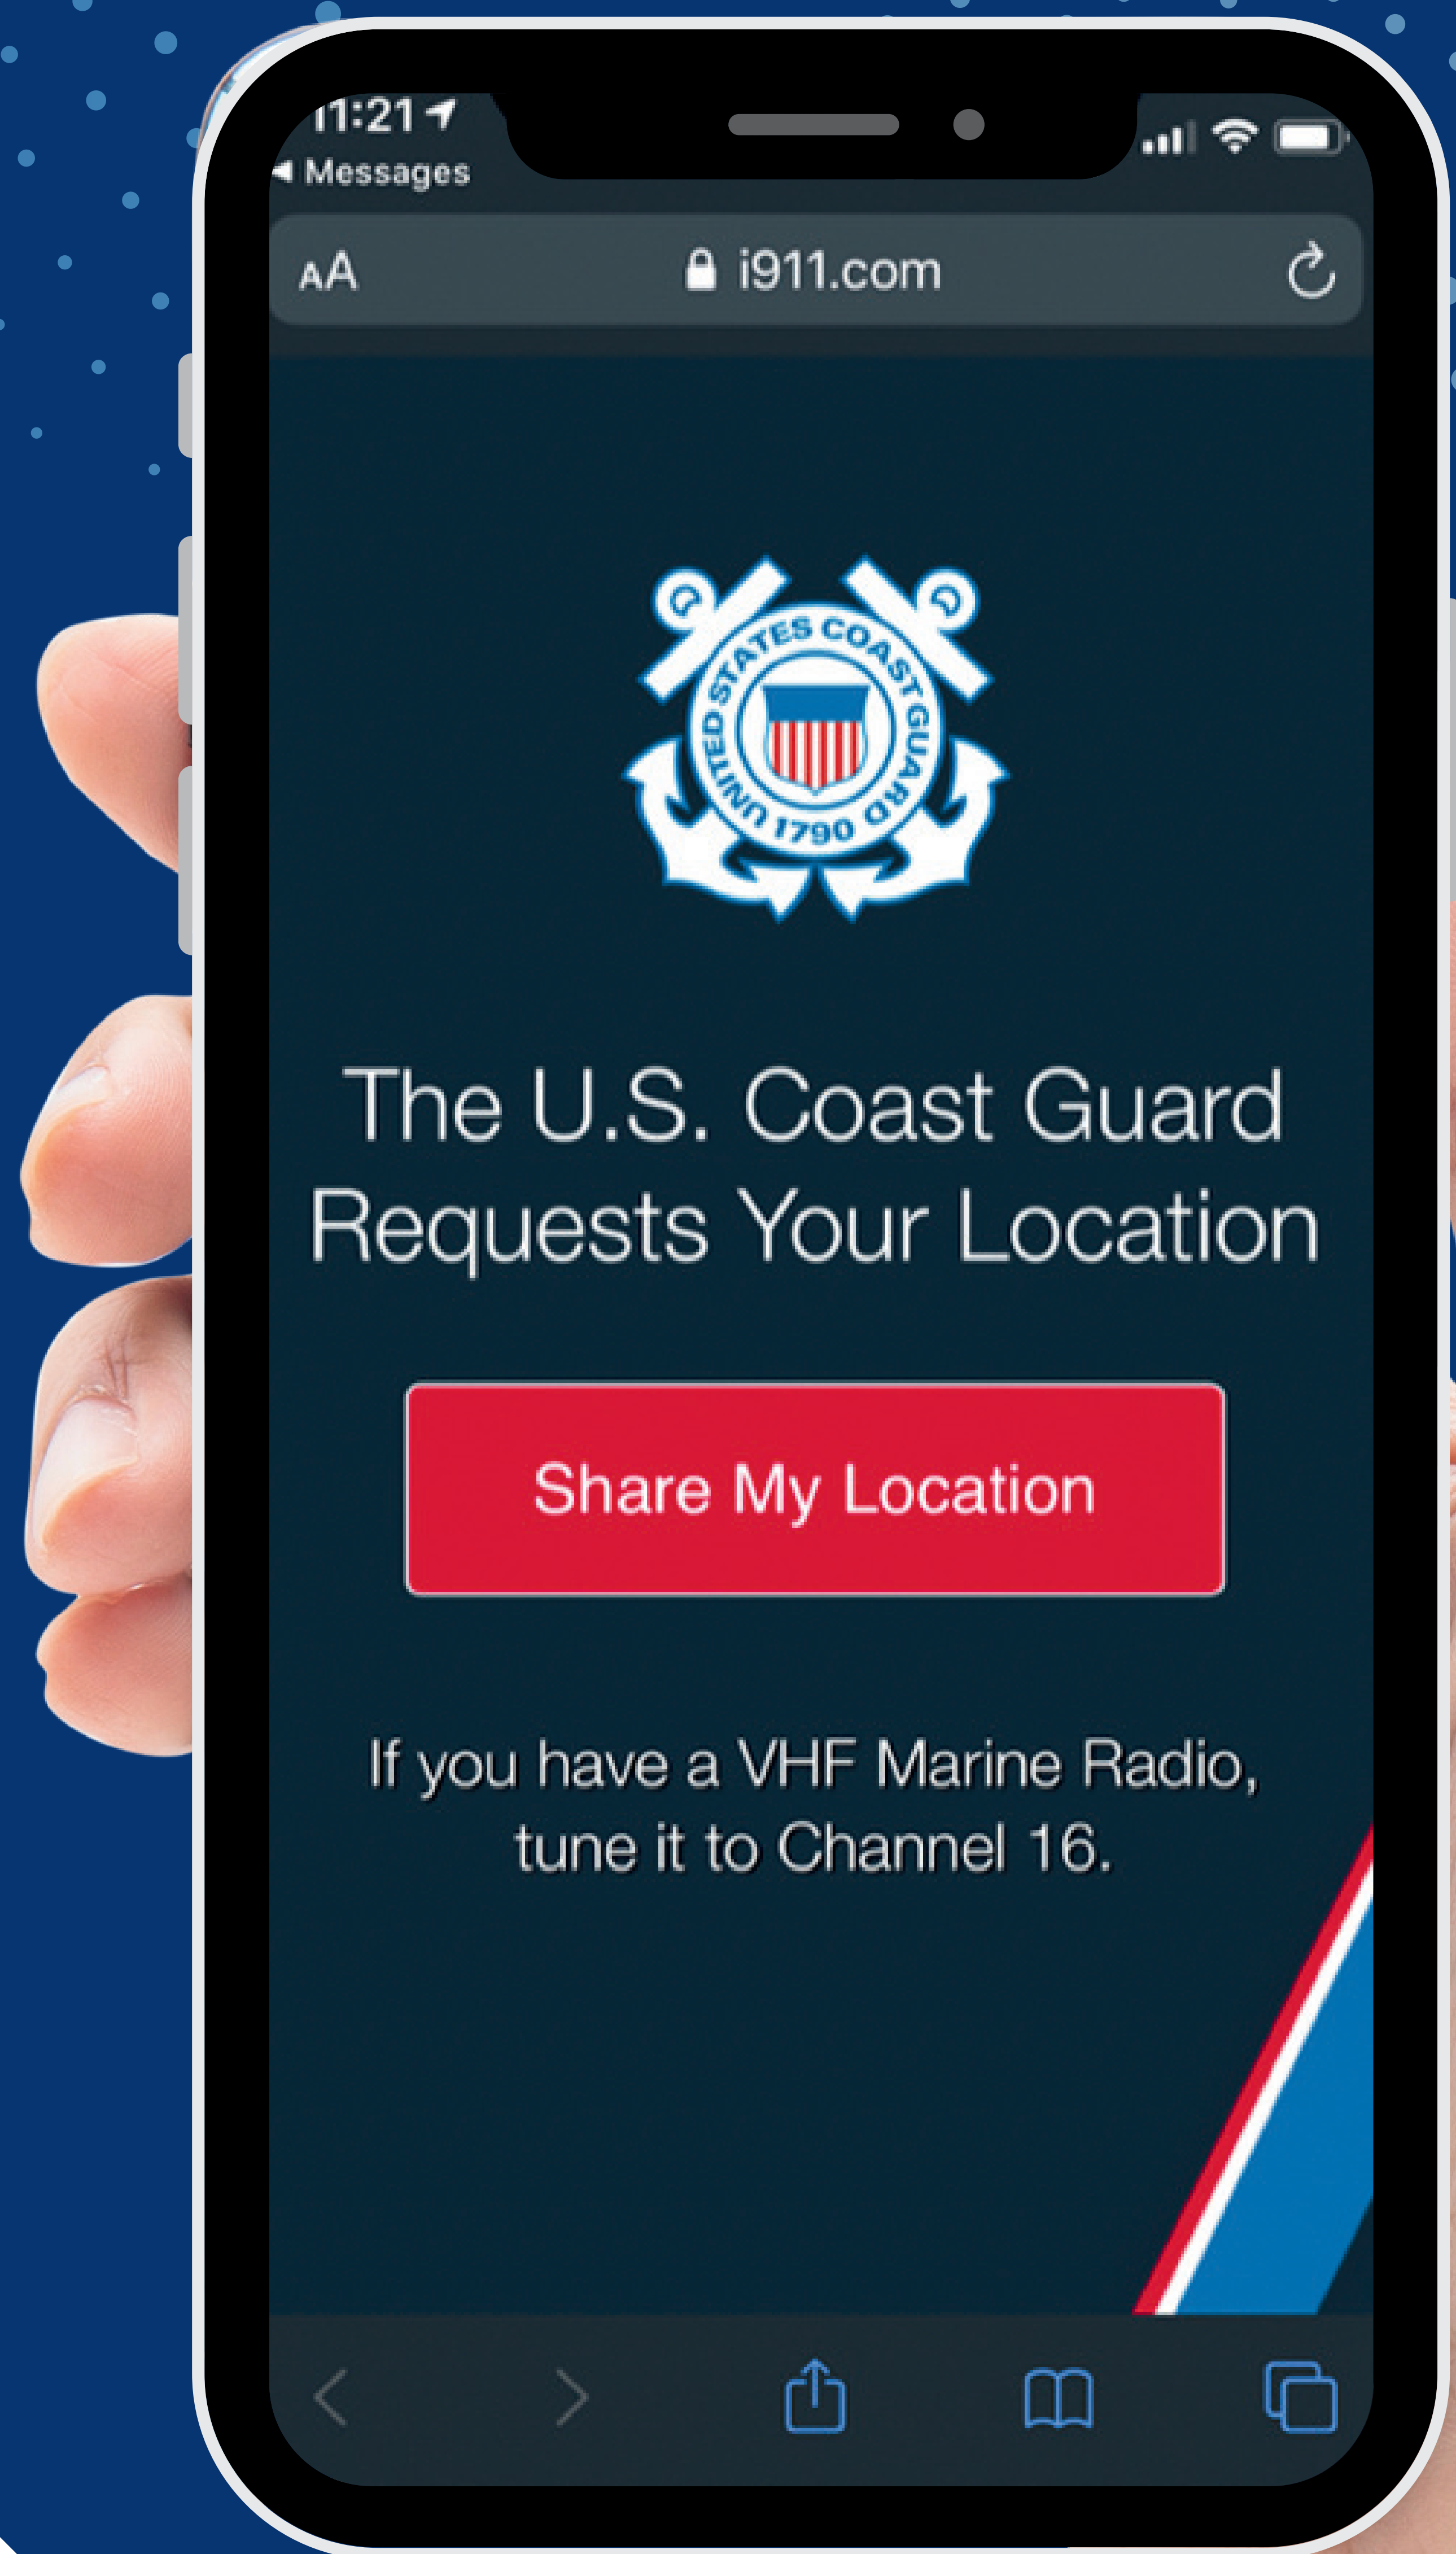 11:21
Messages
AA
i911.com
UNITED STATES COAST GUARD
1790
The U.S. Coast Guard
Requests Your Location
Share My Location
If you have a VHF Marine Radio,
tune it to Channel 16.